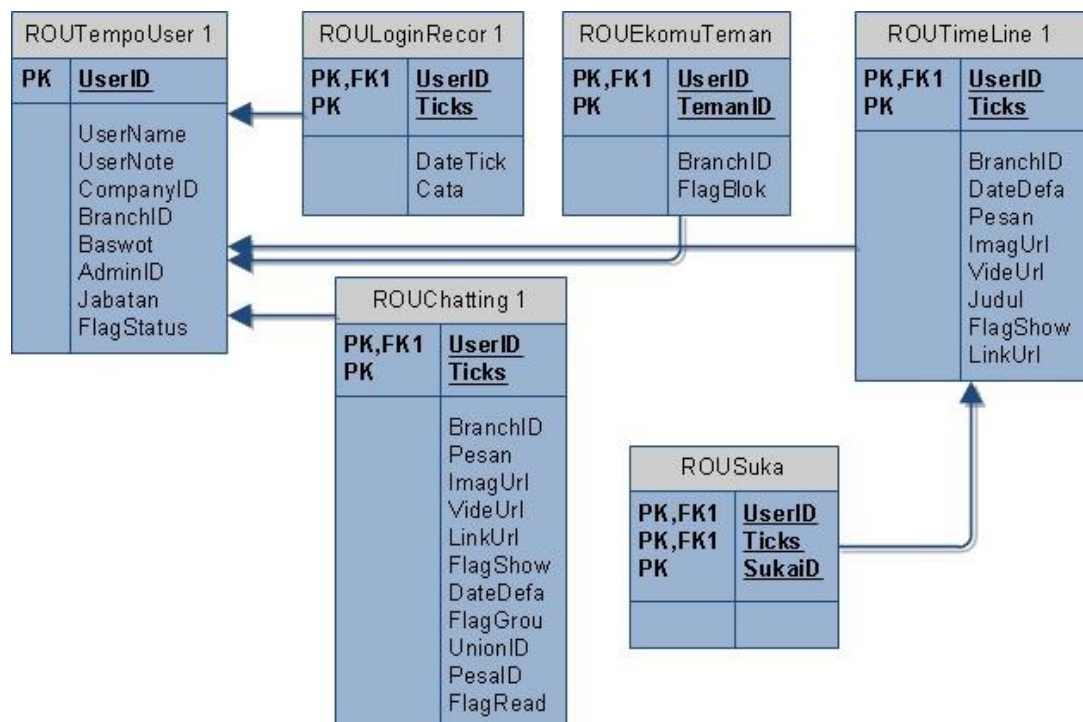 ROUTempoUser 1
PK UserID
UserName
UserNote
CompanyID
BranchID
Baswot
AdminID
Jabatan
FlagStatus
ROULoginRecor 1
PK,FK1 UserID
PK Ticks
DateTick
Cata
ROUEkomuTeman
PK,FK1 UserID
PK TemanID
BranchID
FlagBlok
ROUTimeLine 1
PK,FK1 UserID
PK Ticks
BranchID
DateDefa
Pesan
ImagUrl
VideUrl
Judul
FlagShow
LinkUrl
ROUChatting 1
PK,FK1 UserID
PK Ticks
BranchID
Pesan
ImagUrl
VideUrl
LinkUrl
FlagShow
DateDefa
FlagGrou
UnionID
PesaID
FlagRead
ROUSuka
PK,FK1 UserID
PK,FK1 Ticks
PK SukaiD